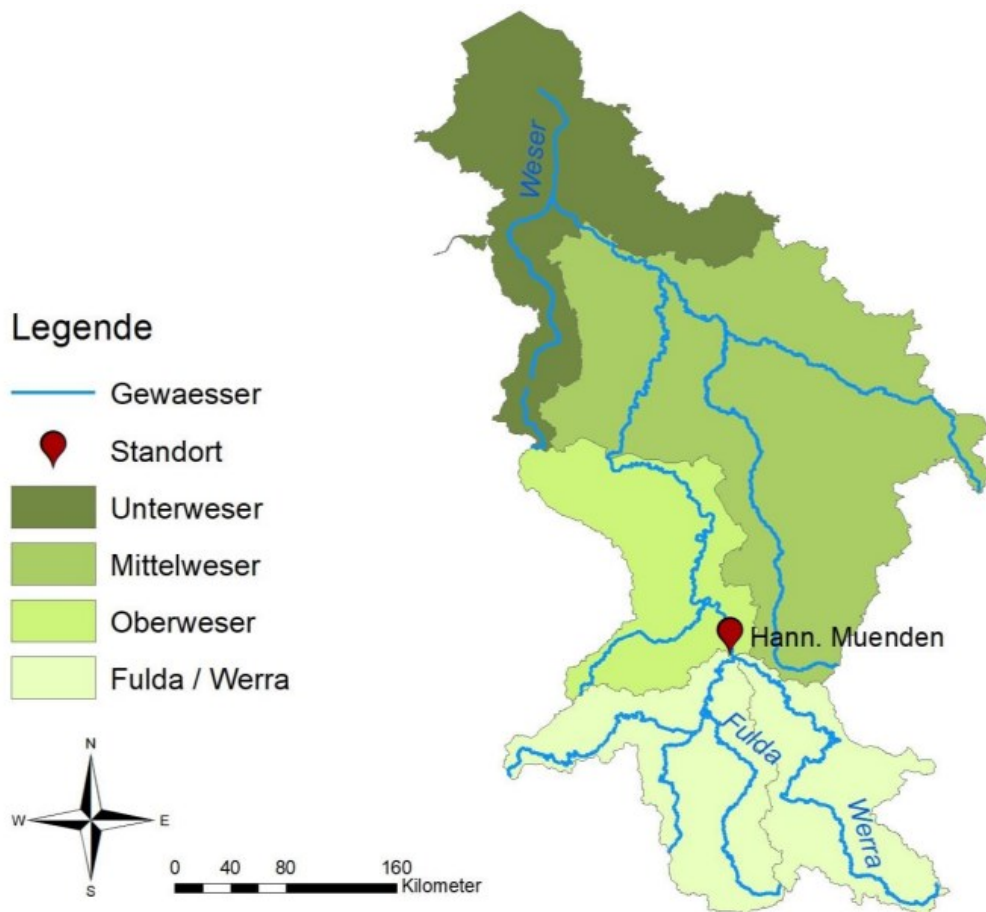 Weser
Legende
Gewaesser
Standort
Unterweser
Mittelweser
Oberweser
Fulda / Werra
Hann. Muenden
Fulda
Werra
N
W E
S
0 40 80 160
Kilometer